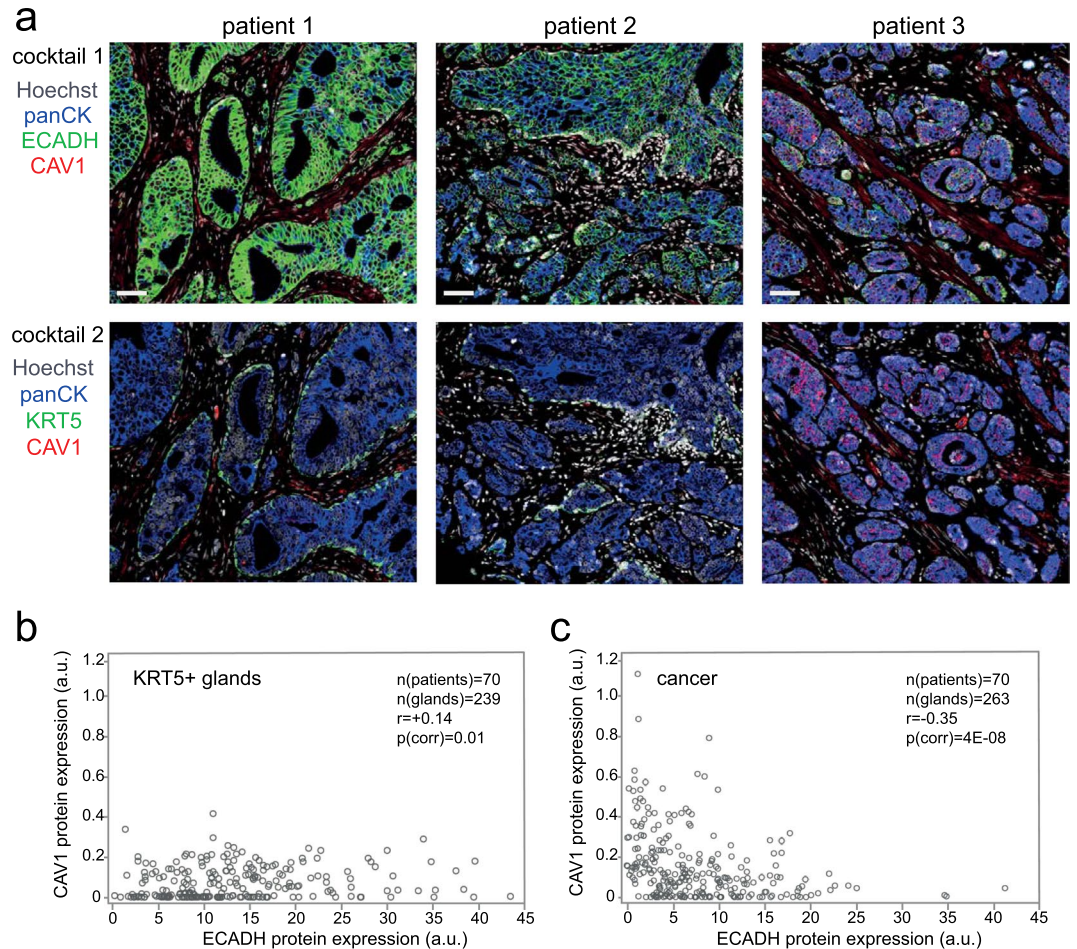 a
patient 1 patient 2 patient 3
cocktail 1
Hoechst
panCK
ECADH
CAV1
cocktail 2
Hoechst
panCK
KRT5
CAV1
b
KRT5+ glands
n(patients)=70
n(glands)=239
r=+0.14
p(corr)=0.01
CAV1 protein expression (a.u.)
1.2
1.0
0.8
0.6
0.4
0.2
0
0 5 10 15 20 25 30 35 40 45
ECADH protein expression (a.u.)
c
cancer
n(patients)=70
n(glands)=263
r=-0.35
p(corr)=4E-08
CAV1 protein expression (a.u.)
1.2
1.0
0.8
0.6
0.4
0.2
0
0 5 10 15 20 25 30 35 40 45
ECADH protein expression (a.u.)